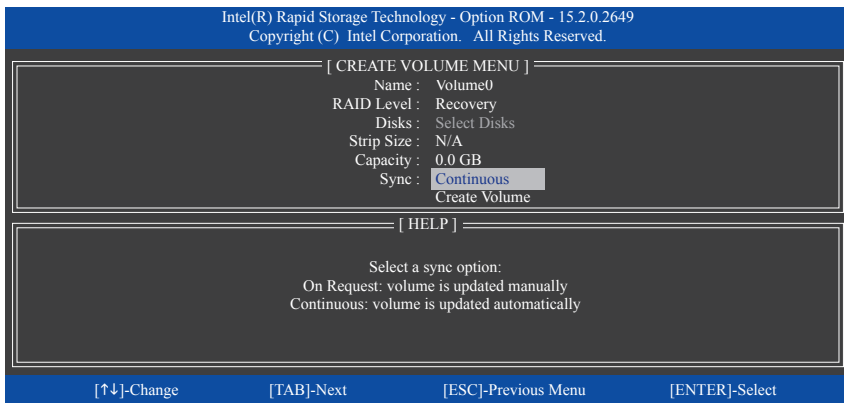 Intel(R) Rapid Storage Technology - Option ROM - 15.2.0.2649
Copyright (C) Intel Corporation. All Rights Reserved.
[ CREATE VOLUME MENU ]
Name : Volume0
RAID Level : Recovery
Disks : Select Disks
Strip Size : N/A
Capacity : 0.0 GB
Sync : Continuous
Create Volume
[ HELP ]
Select a sync option:
On Request: volume is updated manually
Continuous: volume is updated automatically
[↑↓]-Change [TAB]-Next [ESC]-Previous Menu [ENTER]-Select